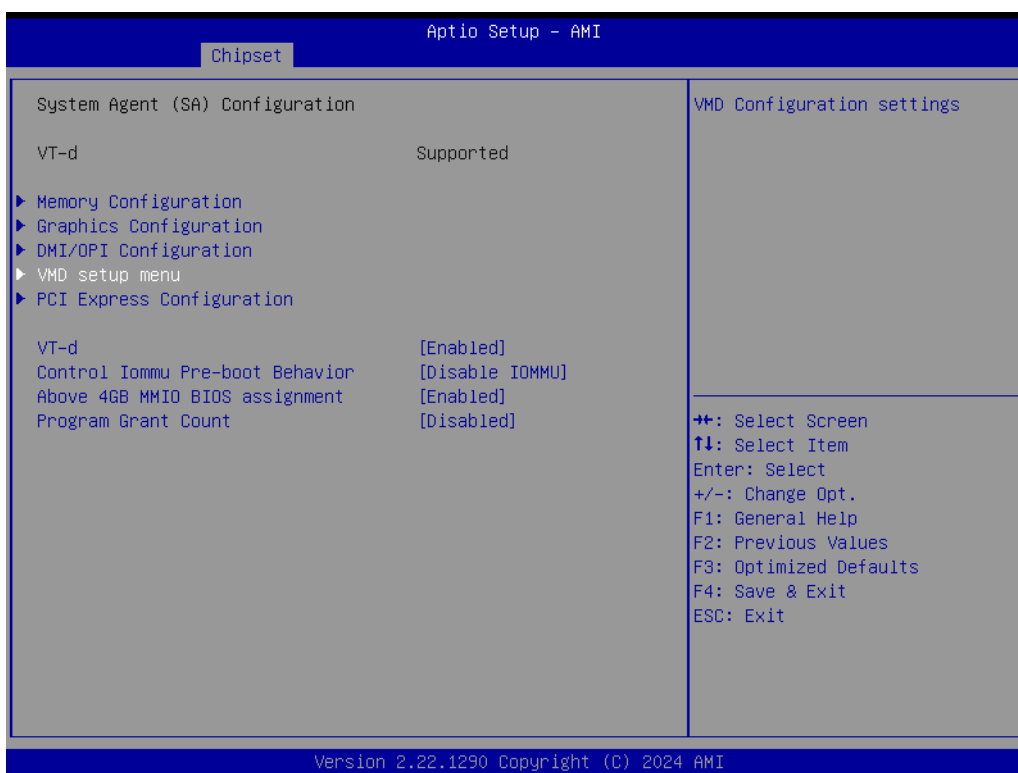 Aptio Setup - AMI
Chipset
System Agent (SA) Configuration
VMD Configuration settings
VT-d Supported
Memory Configuration
Graphics Configuration
DMI/OPI Configuration
VMD setup menu
PCI Express Configuration
VT-d [Enabled]
Control Iommu Pre-boot Behavior [Disable IOMMU]
Above 4GB MMIO BIOS assignment [Enabled]
Program Grant Count [Disabled]
→←: Select Screen
↑↓: Select Item
Enter: Select
+/-: Change Opt.
F1: General Help
F2: Previous Values
F3: Optimized Defaults
F4: Save & Exit
ESC: Exit
Version 2.22.1290 Copyright (C) 2024 AMI